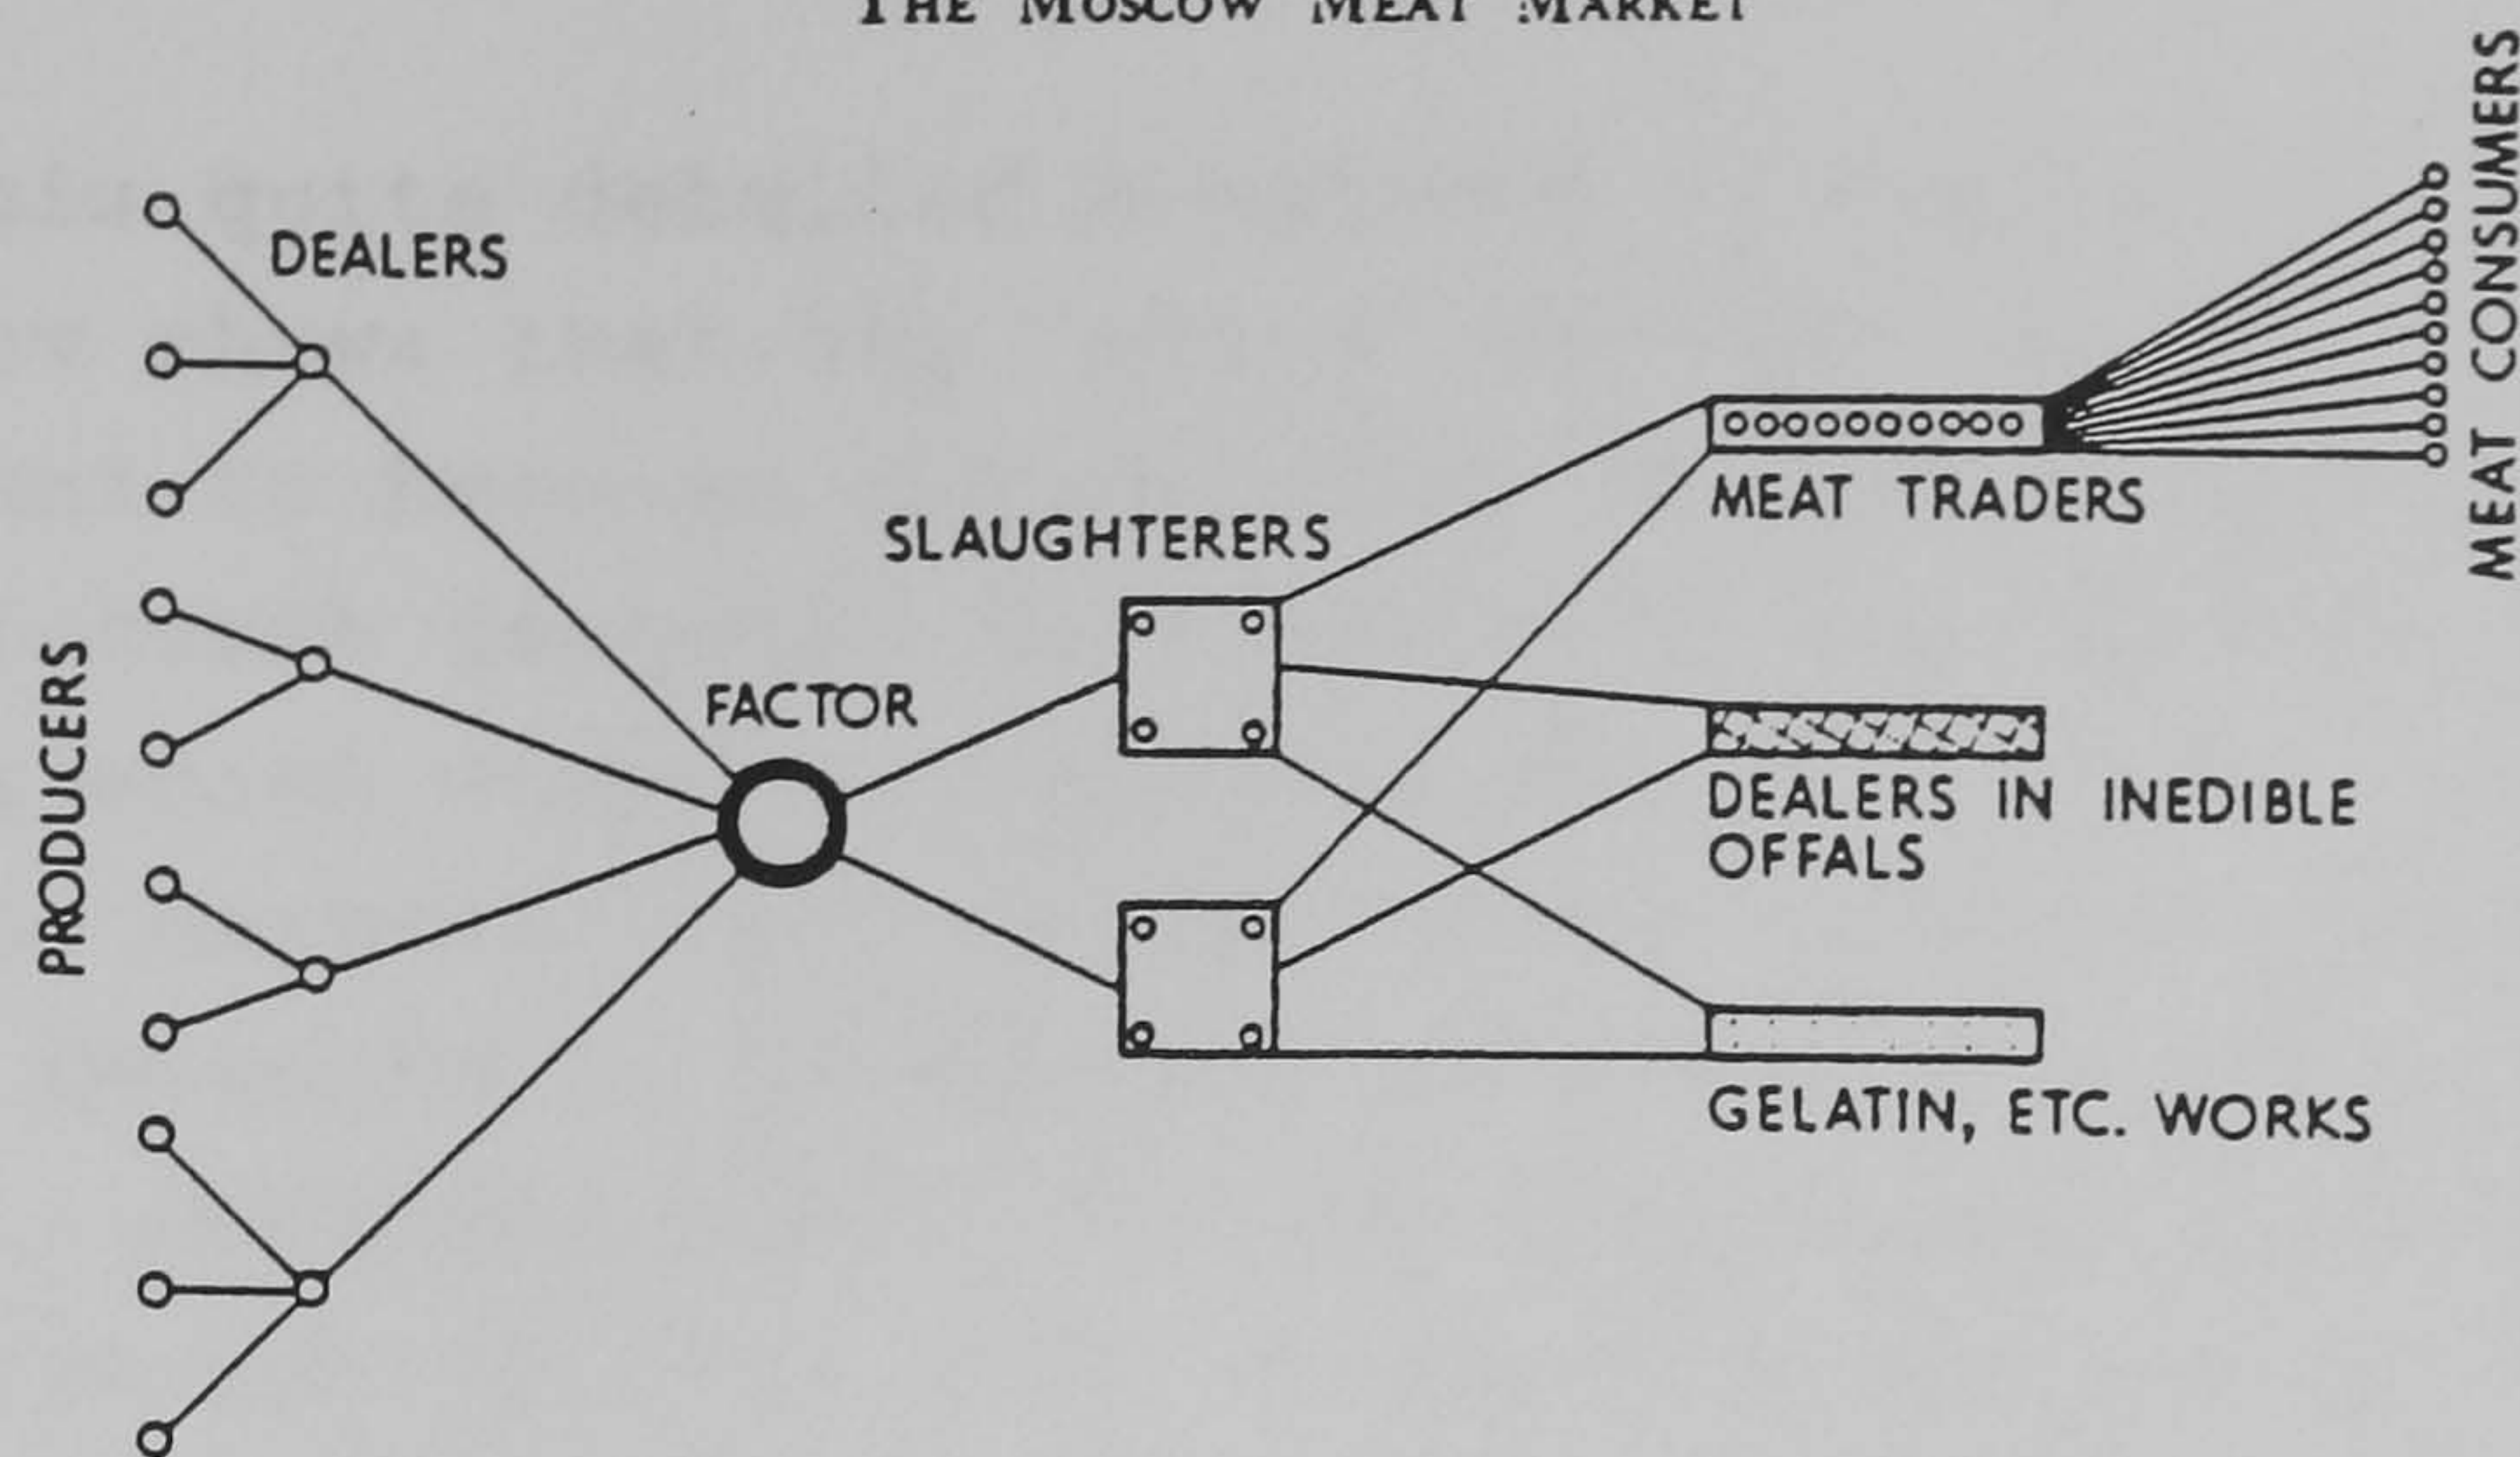 THE MOSCOW MEAT MARKET
DEALERS
MEAT CONSUMERS
MEAT TRADERS
SLAUGHTERERS
PRODUCERS
FACTOR
DEALERS IN INEDIBLE
OFFALS
GELATIN, ETC. WORKS